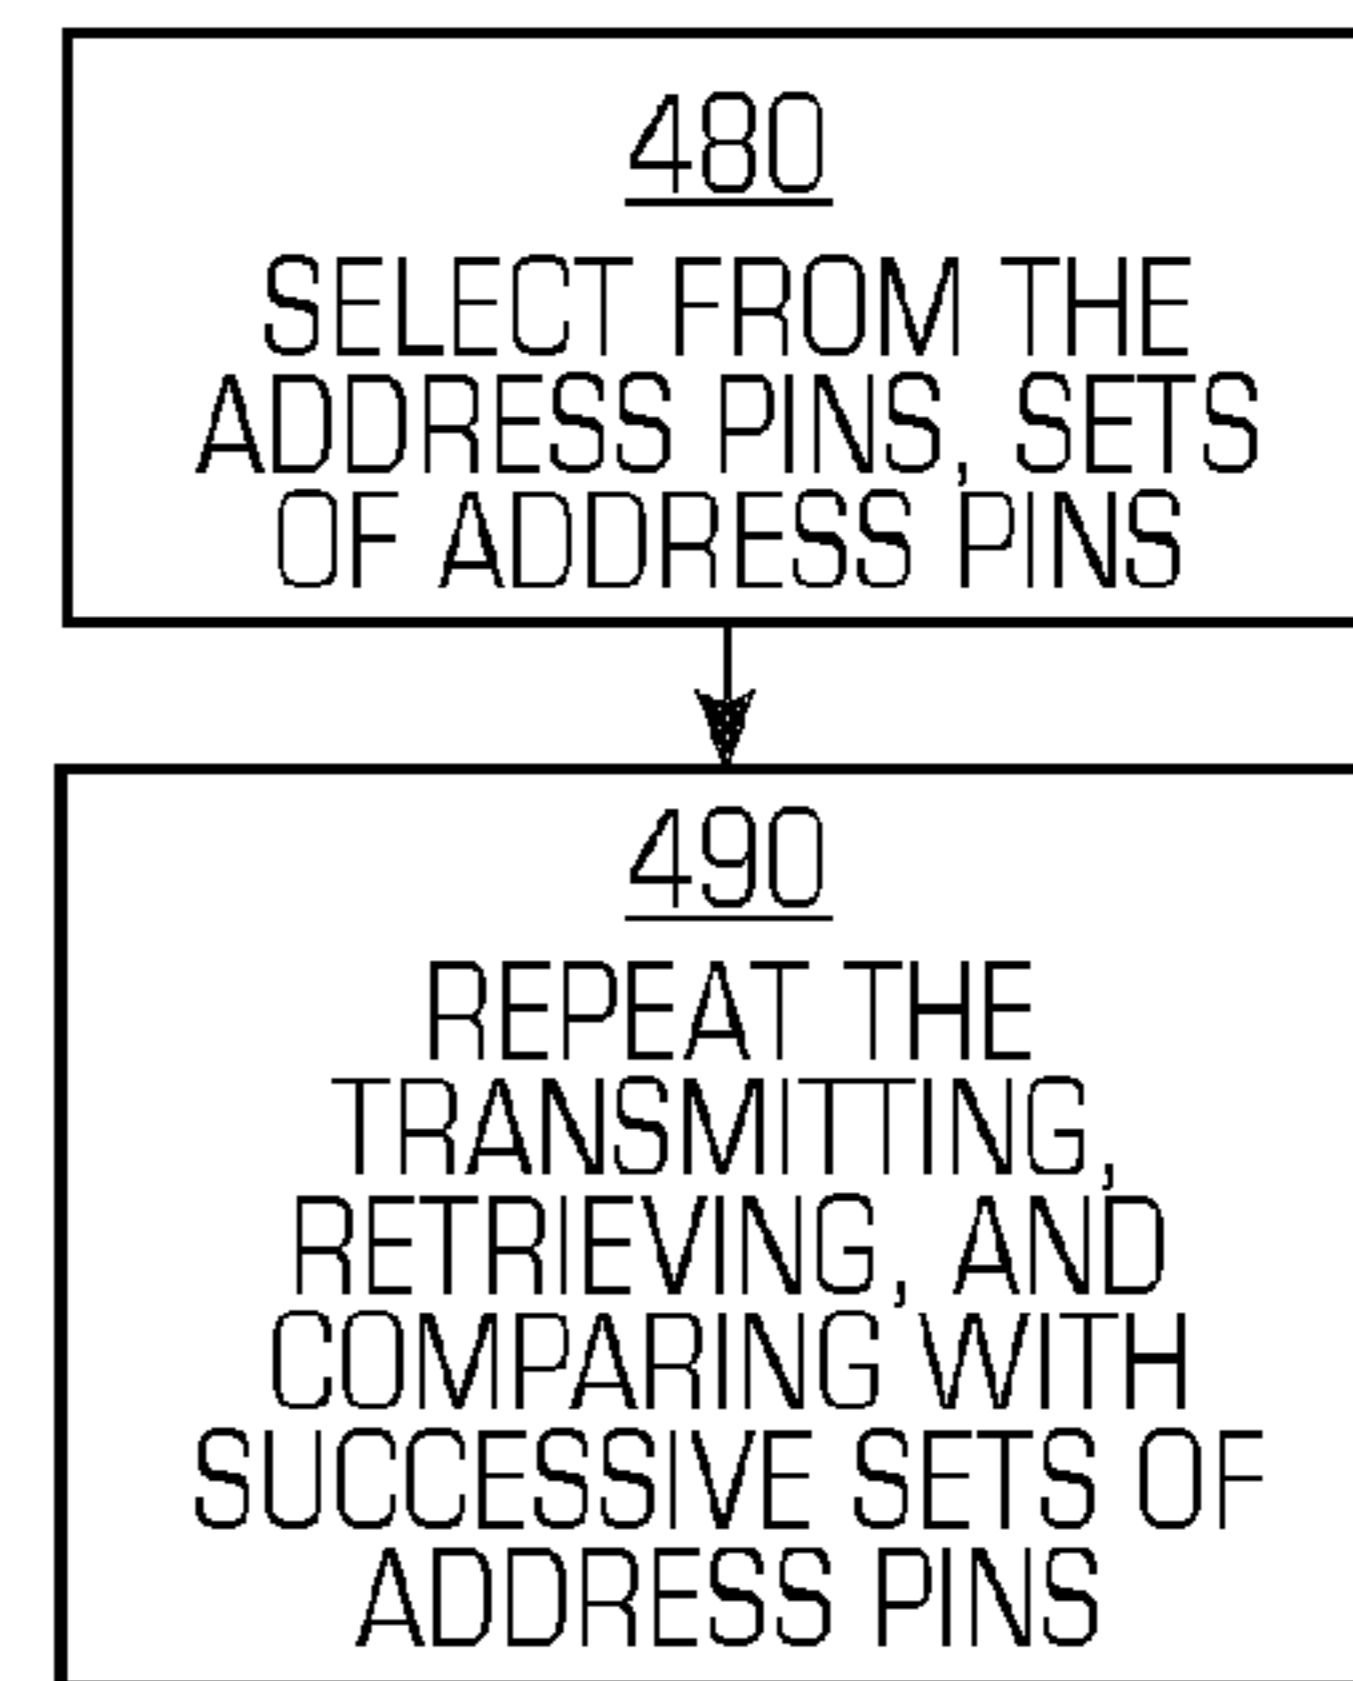 480
SELECT FROM THE
ADDRESS PINS, SETS
OF ADDRESS PINS
490
REPEAT THE
TRANSMITTING,
RETRIEVING, AND
COMPARING WITH
SUCCESSIVE SETS OF
ADDRESS PINS